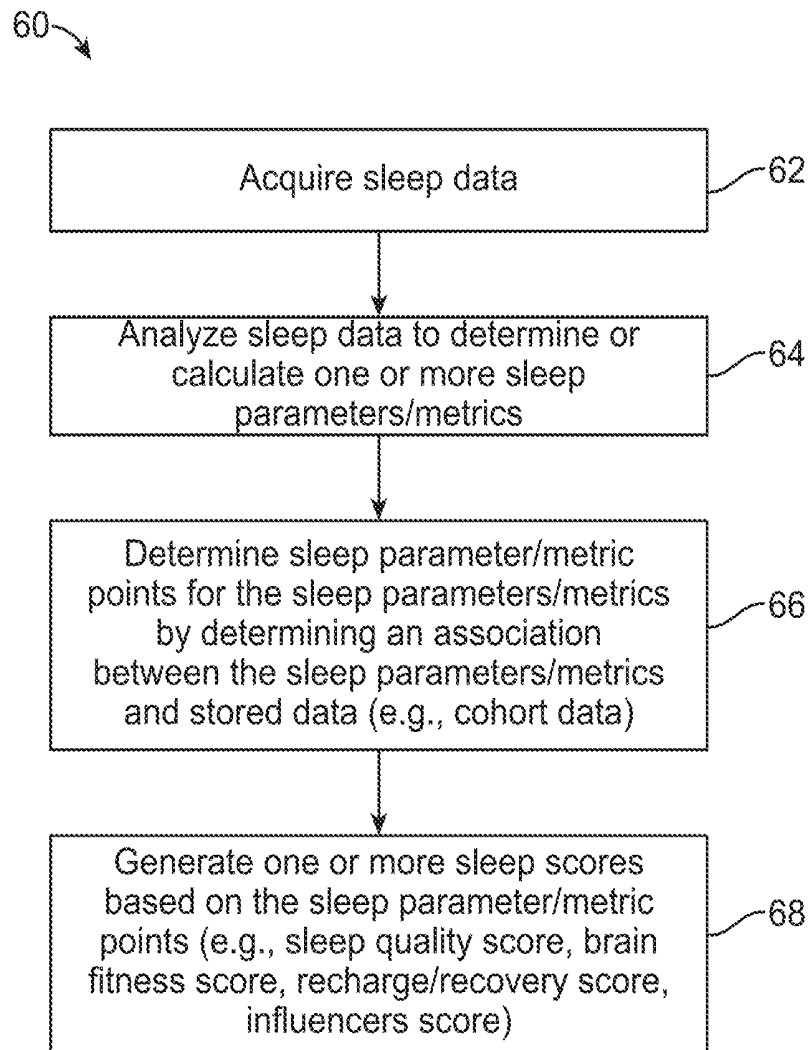 60
Acquire sleep data
62
Analyze sleep data to determine or
calculate one or more sleep
parameters/metrics
64
Determine sleep parameter/metric
points for the sleep parameters/metrics
by determining an association
between the sleep parameters/metrics
and stored data (e.g., cohort data)
66
Generate one or more sleep scores
based on the sleep parameter/metric
points (e.g., sleep quality score, brain
fitness score, recharge/recovery score,
influencers score)
68